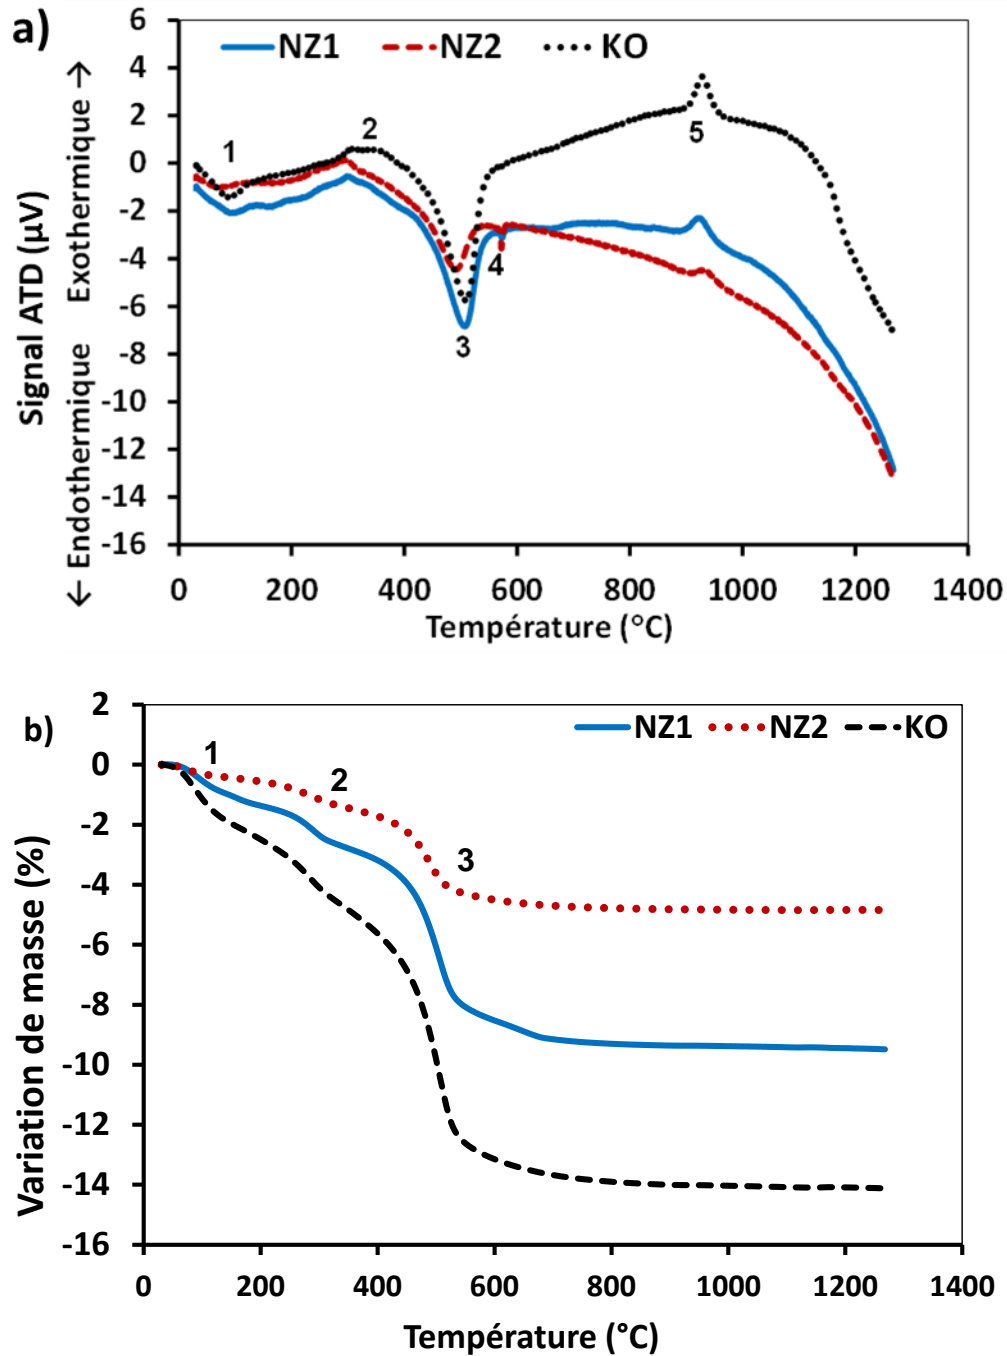 a)
NZ1 NZ2 KO
6
4
2
0
-2
-4
-6
-8
-10
-12
-14
-16
Signal ATD (µV)
← Endothermique Exothermique →
1
2
3
4
5
0 200 400 600 800 1000 1200 1400
Température (°C)
b)
NZ1 NZ2 KO
2
0
-2
-4
-6
-8
-10
-12
-14
-16
Variation de masse (%)
1
2
3
0 200 400 600 800 1000 1200 1400
Température (°C)